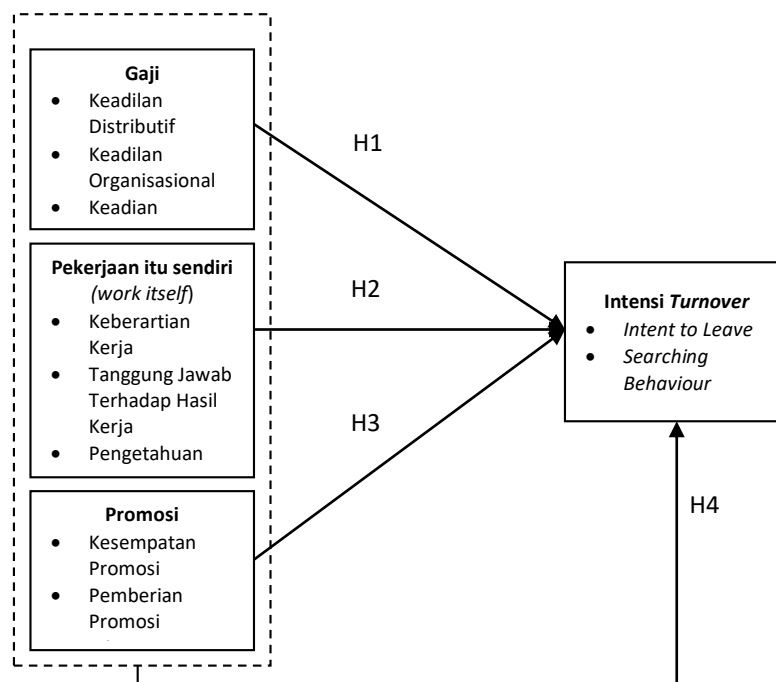 Gaji
• Keadilan
Distributif
• Keadilan
Organisasional
• Keadian
H1
Pekerjaan itu sendiri
(work itself)
• Keberartian
Kerja
• Tanggung Jawab
Terhadap Hasil
Kerja
• Pengetahuan
H2
Intensi Turnover
• Intent to Leave
• Searching
Behaviour
H3
Promosi
• Kesempatan
Promosi
• Pemberian
Promosi
H4